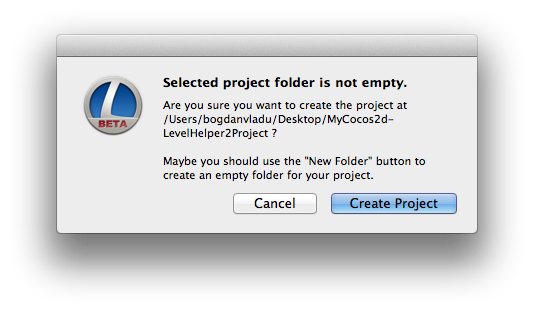 BETA
Selected project folder is not empty.
Are you sure you want to create the project at
/Users/bogdanvladu/Desktop/MyCocos2d-
LevelHelper2Project ?
Maybe you should use the "New Folder" button to
create an empty folder for your project.
Cancel
Create Project